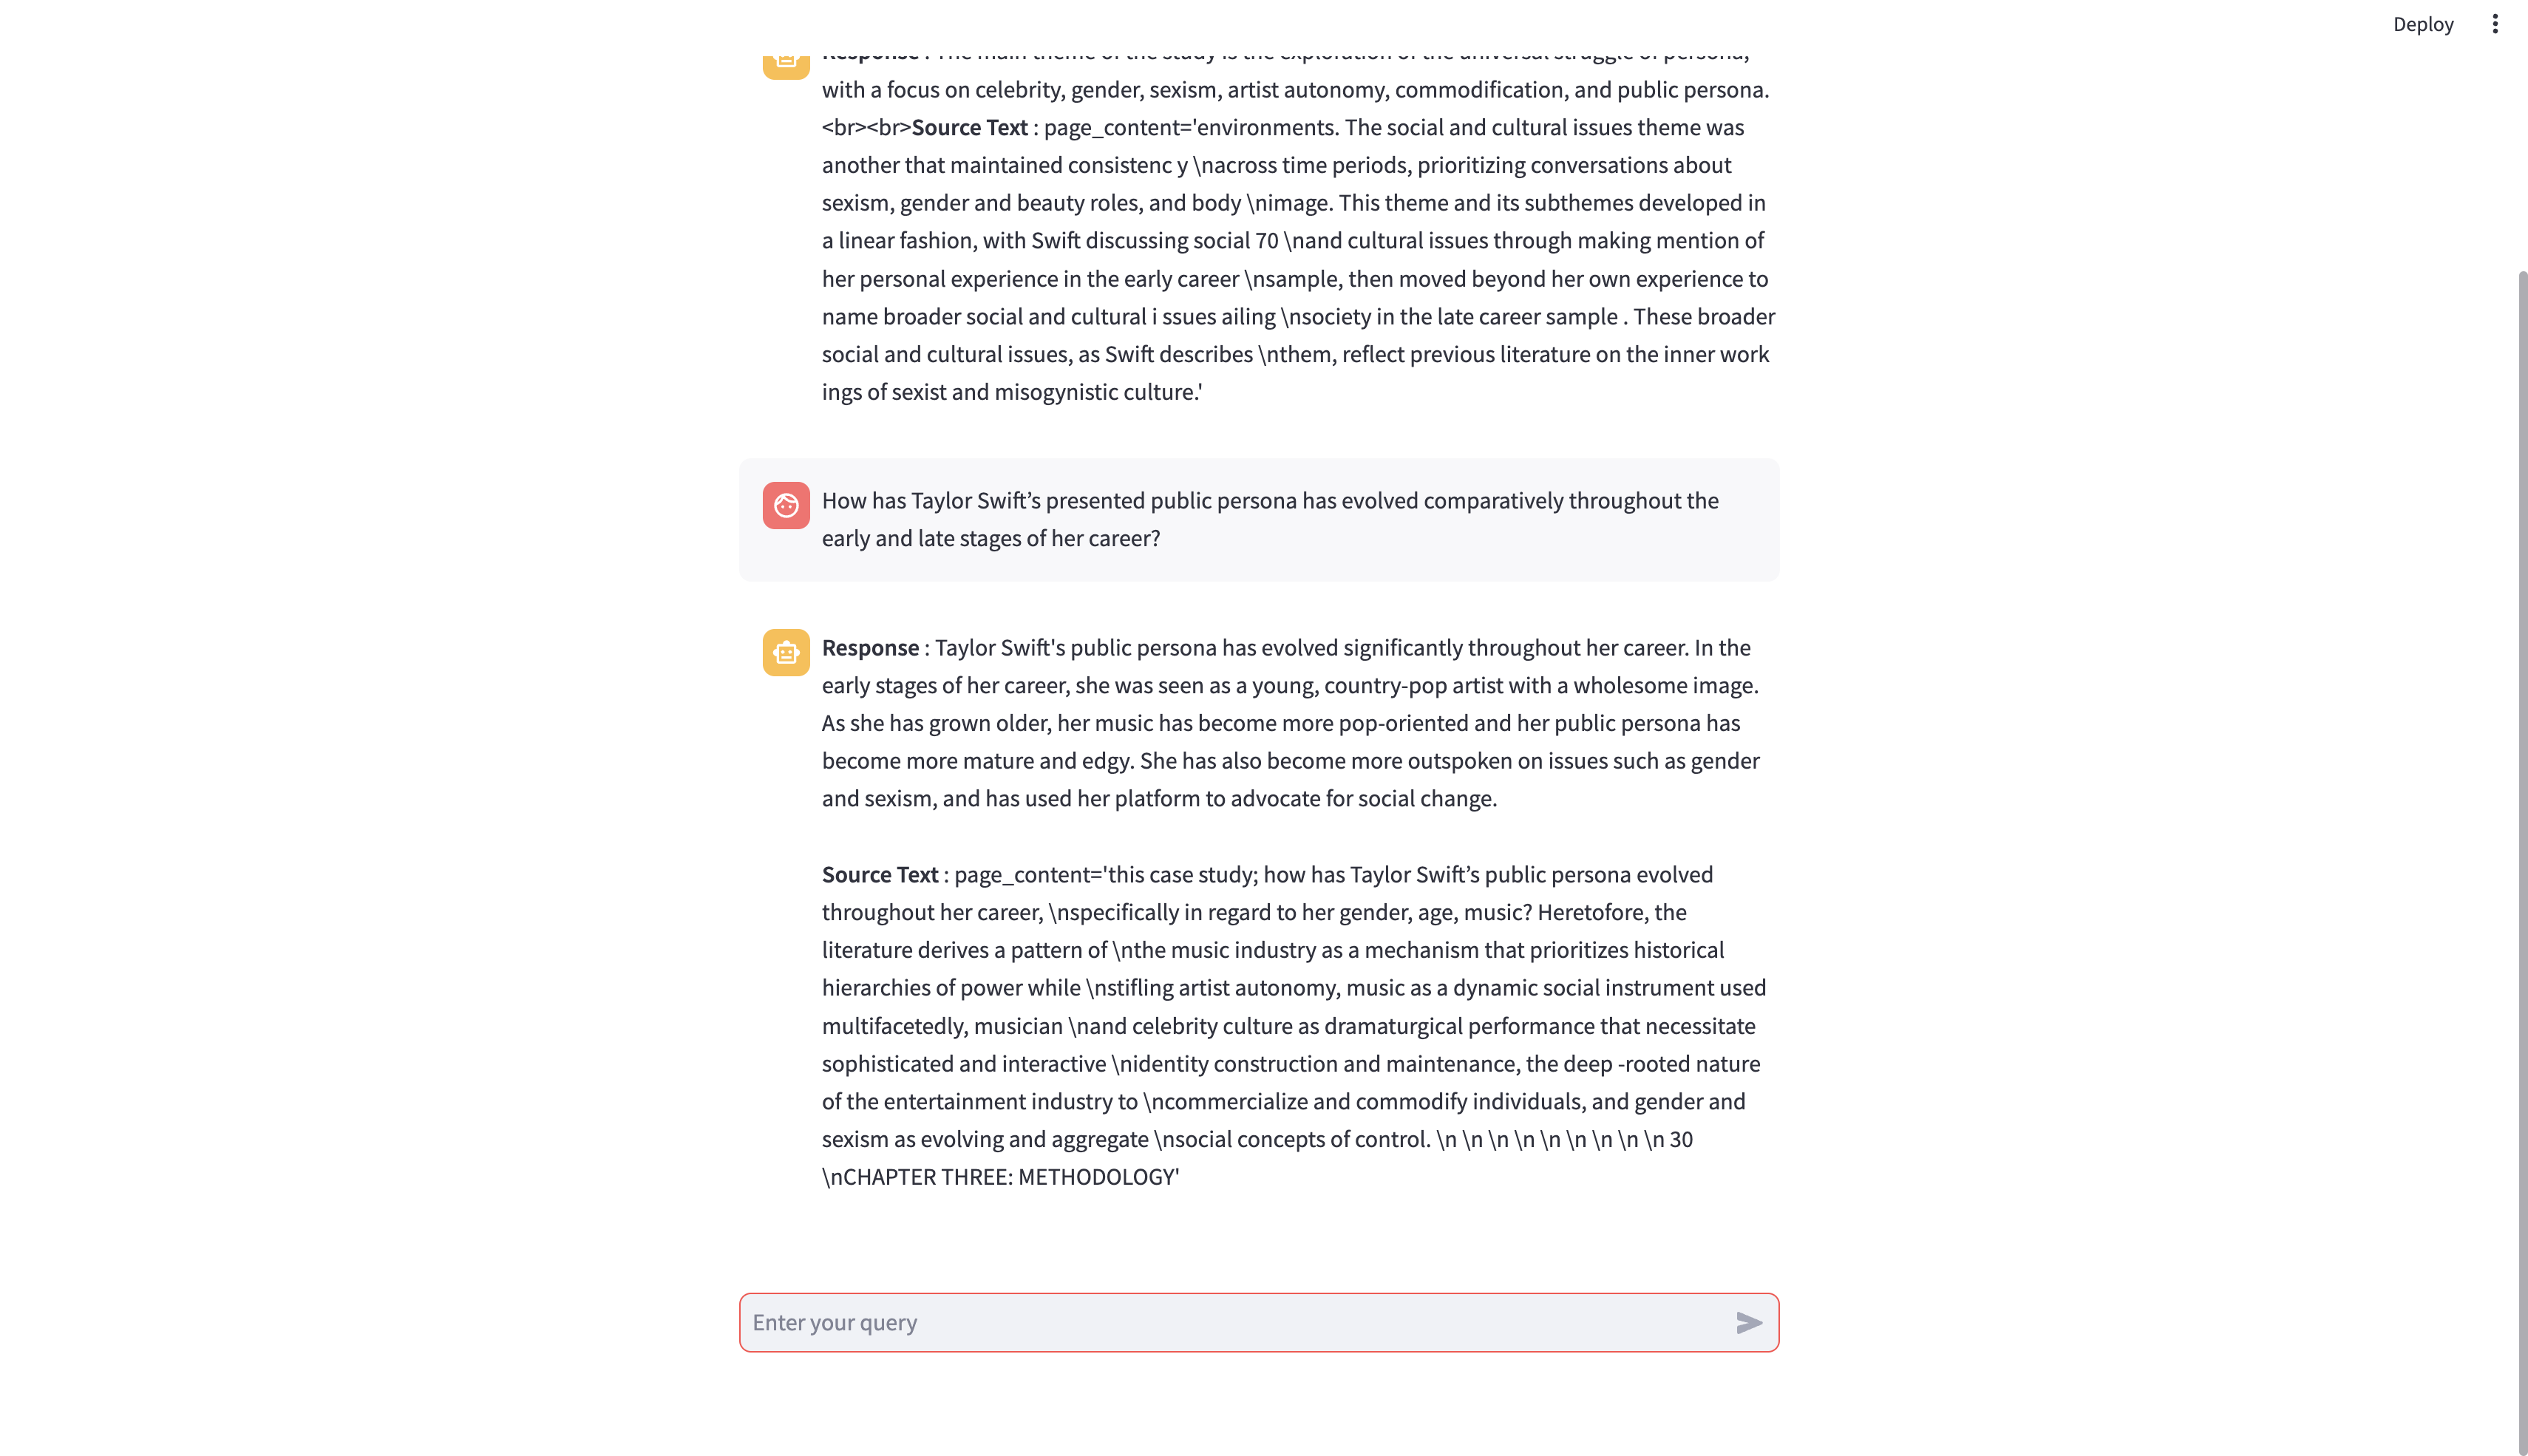 Deploy
Response : The main theme of the study is the exploration of the universal struggle of persona,
with a focus on celebrity, gender, sexism, artist autonomy, commodification, and public persona.
<br><br>Source Text : page_content='environments. The social and cultural issues theme was
another that maintained consistenc y \nacross time periods, prioritizing conversations about
sexism, gender and beauty roles, and body \nimage. This theme and its subthemes developed in
a linear fashion, with Swift discussing social 70 \nand cultural issues through making mention of
her personal experience in the early career \nsample, then moved beyond her own experience to
name broader social and cultural i ssues ailing \nsociety in the late career sample . These broader
social and cultural issues, as Swift describes \nthem, reflect previous literature on the inner work
ings of sexist and misogynistic culture.'
How has Taylor Swift’s presented public persona has evolved comparatively throughout the
early and late stages of her career?
Response : Taylor Swift's public persona has evolved significantly throughout her career. In the
early stages of her career, she was seen as a young, country-pop artist with a wholesome image.
As she has grown older, her music has become more pop-oriented and her public persona has
become more mature and edgy. She has also become more outspoken on issues such as gender
and sexism, and has used her platform to advocate for social change.
Source Text : page_content='this case study; how has Taylor Swift’s public persona evolved
throughout her career, \nspecifically in regard to her gender, age, music? Heretofore, the
literature derives a pattern of \nthe music industry as a mechanism that prioritizes historical
hierarchies of power while \nstifling artist autonomy, music as a dynamic social instrument used
multifacetedly, musician \nand celebrity culture as dramaturgical performance that necessitate
sophisticated and interactive \nidentity construction and maintenance, the deep -rooted nature
of the entertainment industry to \ncommercialize and commodify individuals, and gender and
sexism as evolving and aggregate \nsocial concepts of control. \n \n \n \n \n \n \n \n \n 30
\nCHAPTER THREE: METHODOLOGY'
Enter your query